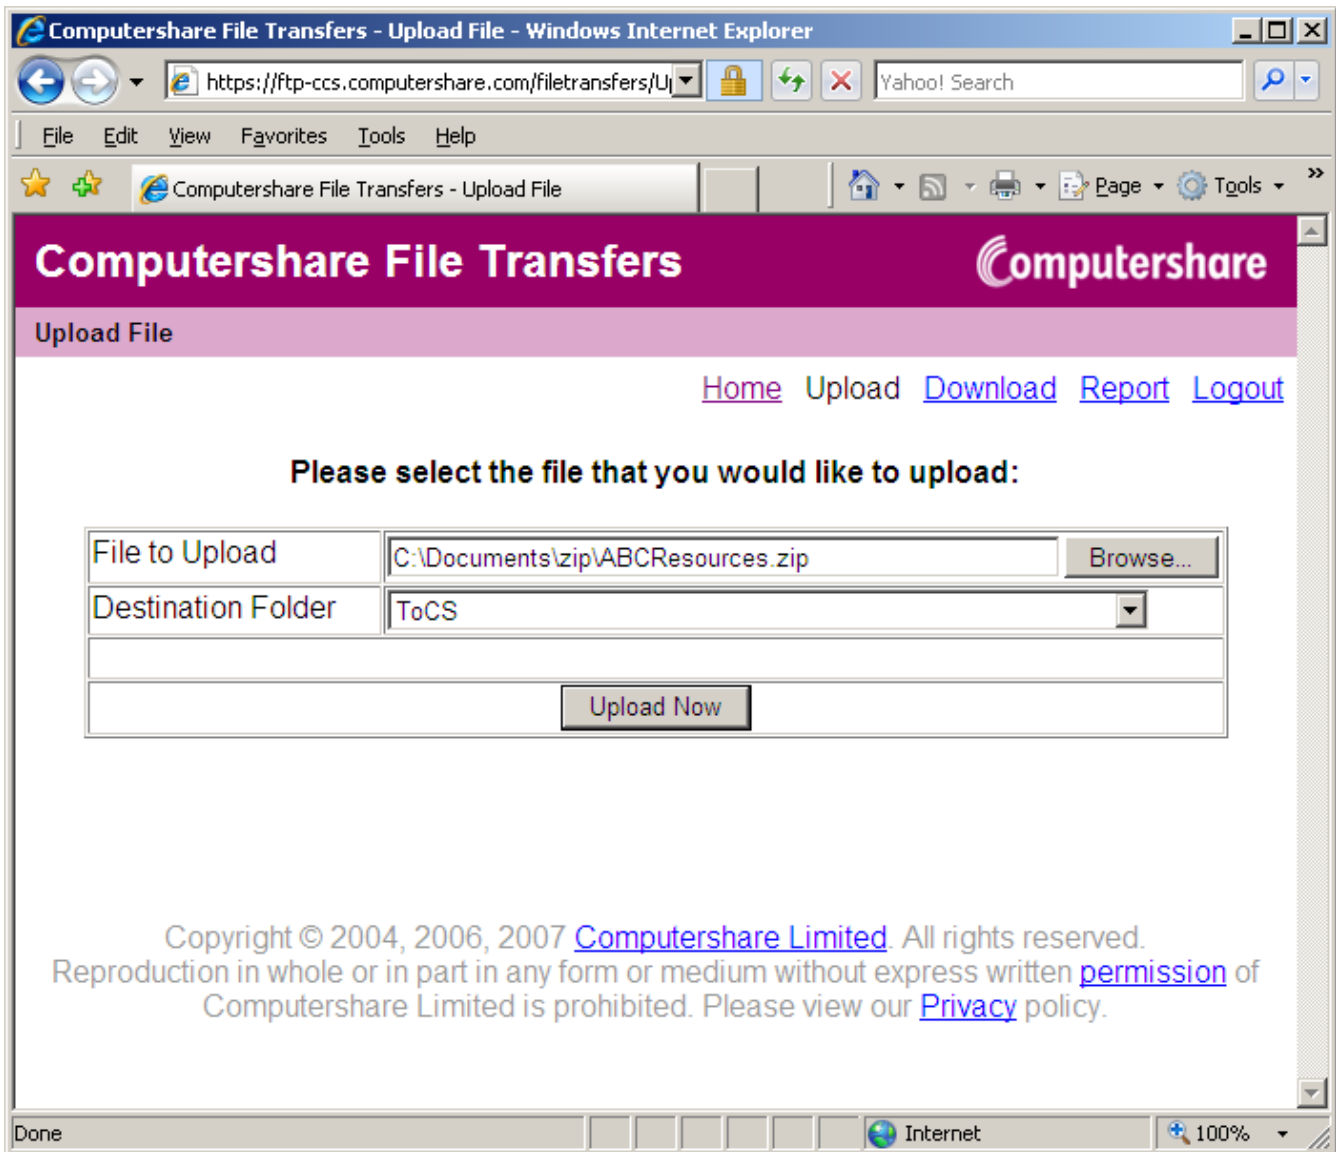 Computershare File Transfers - Upload File - Windows Internet Explorer
https://ftp-ccs.computershare.com/filetransfers/U
Yahoo! Search
File Edit View Favorites Tools Help
Computershare File Transfers - Upload File
Page Tools »
Computershare File Transfers
Computershare
Upload File
Home Upload Download Report Logout
Please select the file that you would like to upload:
File to Upload C:\Documents\zip\ABCResources.zip Browse...
Destination Folder ToCS
Upload Now
Copyright © 2004, 2006, 2007 Computershare Limited. All rights reserved.
Reproduction in whole or in part in any form or medium without express written permission of
Computershare Limited is prohibited. Please view our Privacy policy.
Done Internet 100%